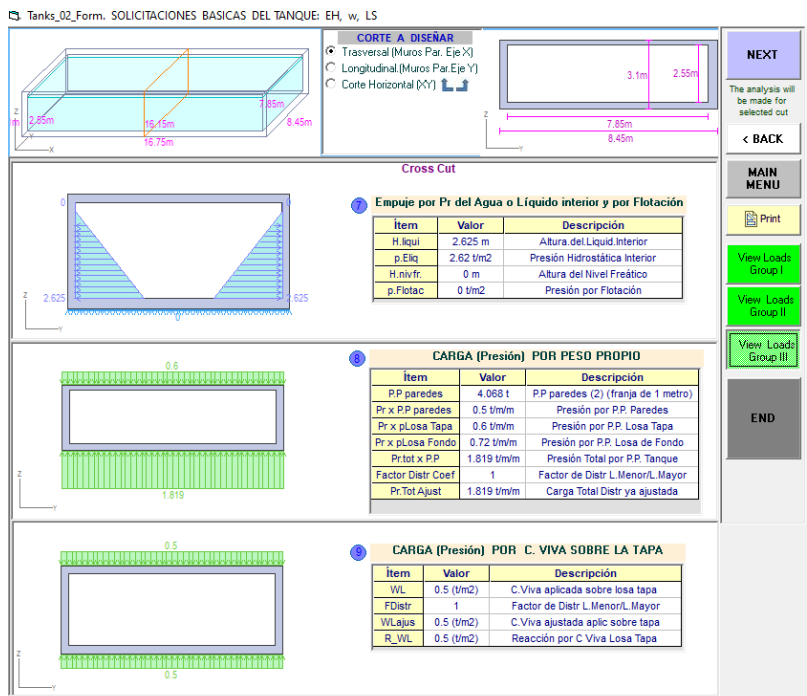 Tanks_02_Form. SOLICITACIONES BASICAS DEL TANQUE: EH, w, LS
Z
Y
X
2.55m
16.15m
16.75m
7.85m
8.45m
CORTE A DISEÑAR
Trasversal (Muros Par. Eje X)
Longitudinal.(Muros Par.Eje Y)
Corte Horizontal (XY)
3.1m
2.55m
7.85m
8.45m
Z
Y
NEXT
The analysis will
be made for
selected cut
< BACK
MAIN
MENU
Print
View Loads
Group I
View Loads
Group II
View Loads
Group III
END
Cross Cut
0
2.625
2.625
0
Z
Y
7 Empuje por Pr del Agua o Líquido interior y por Flotación
Ítem Valor Descripción
H.liqui 2.625 m Altura.del.Liquid.Interior
p.Eliq 2.62 t/m2 Presión Hidrostática Interior
H.nivfr. 0 m Altura del Nivel Freático
p.Flotac 0 t/m2 Presión por Flotación
0.6
1.819
Z
Y
8 CARGA (Presión) POR PESO PROPIO
Ítem Valor Descripción
P.P paredes 4.068 t P.P paredes (2) (franja de 1 metro)
Pr x P.P paredes 0.5 t/m/m Presión por P.P. Paredes
Pr x pLosa Tapa 0.6 t/m/m Presión por P.P. Losa Tapa
Pr x pLosa Fondo 0.72 t/m/m Presión por P.P. Losa de Fondo
Pr.tot x P.P 1.819 t/m/m Presión Total por P.P. Tanque
Factor Distr Coef 1 Factor de Distr L.Menor/L.Mayor
Pr.Tot Ajust 1.819 t/m/m Carga Total Distr ya ajustada
0.5
0.5
Z
Y
9 CARGA (Presión) POR C. VIVA SOBRE LA TAPA
Ítem Valor Descripción
WL 0.5 (t/m2) C.Viva aplicada sobre losa tapa
FDistr 1 Factor de Distr L.Menor/L.Mayor
WLajus 0.5 (t/m2) C.Viva ajustada aplic sobre tapa
R_WL 0.5 (t/m2) Reacción por C Viva Losa Tapa